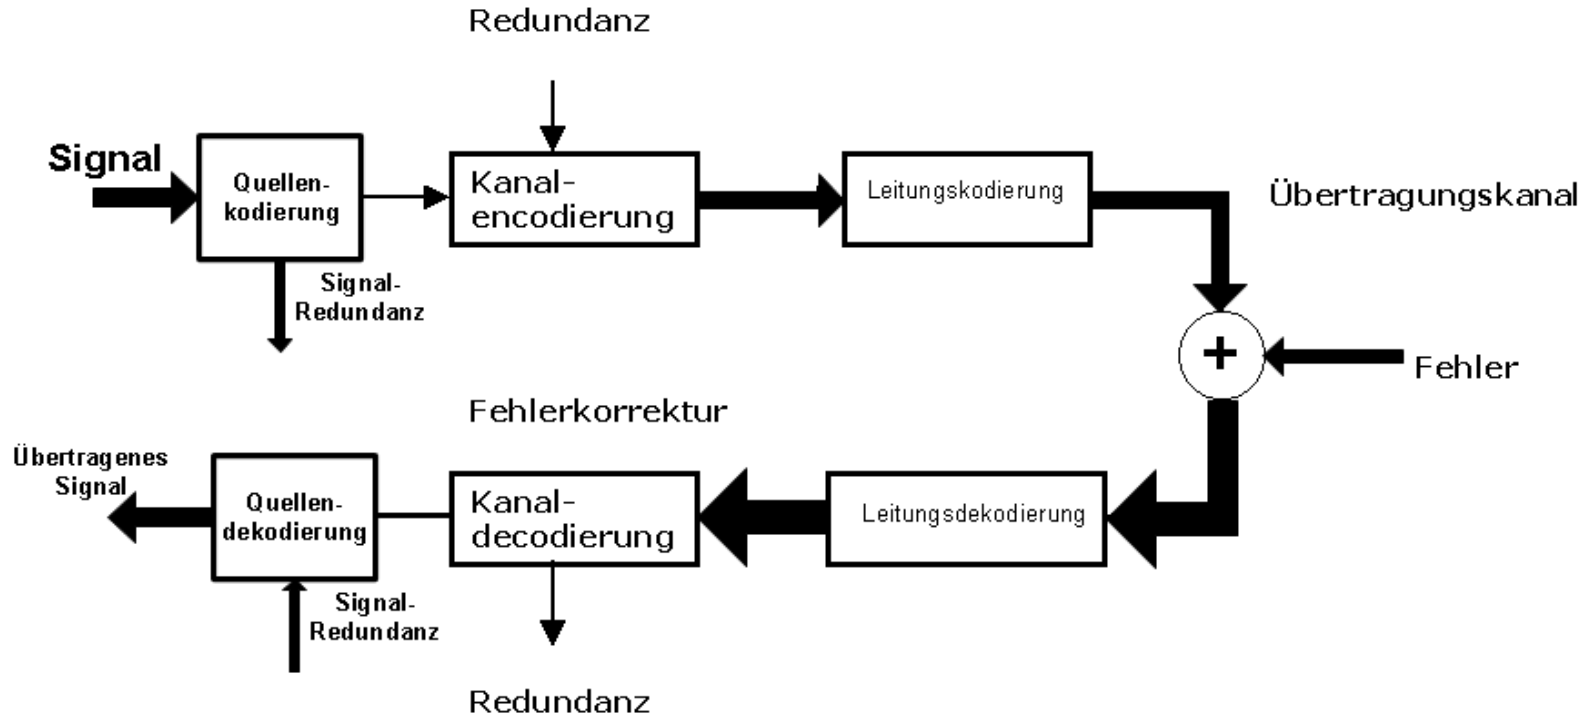 Redundanz
Signal
Quellen-
kodierung
Kanal-
encodierung
Leitungskodierung
Übertragungskanal
Signal-
Redundanz
+
Fehler
Fehlerkorrektur
Übertragenes
Signal
Quellen-
dekodierung
Kanal-
decodierung
Leitungsdekodierung
Signal-
Redundanz
Redundanz